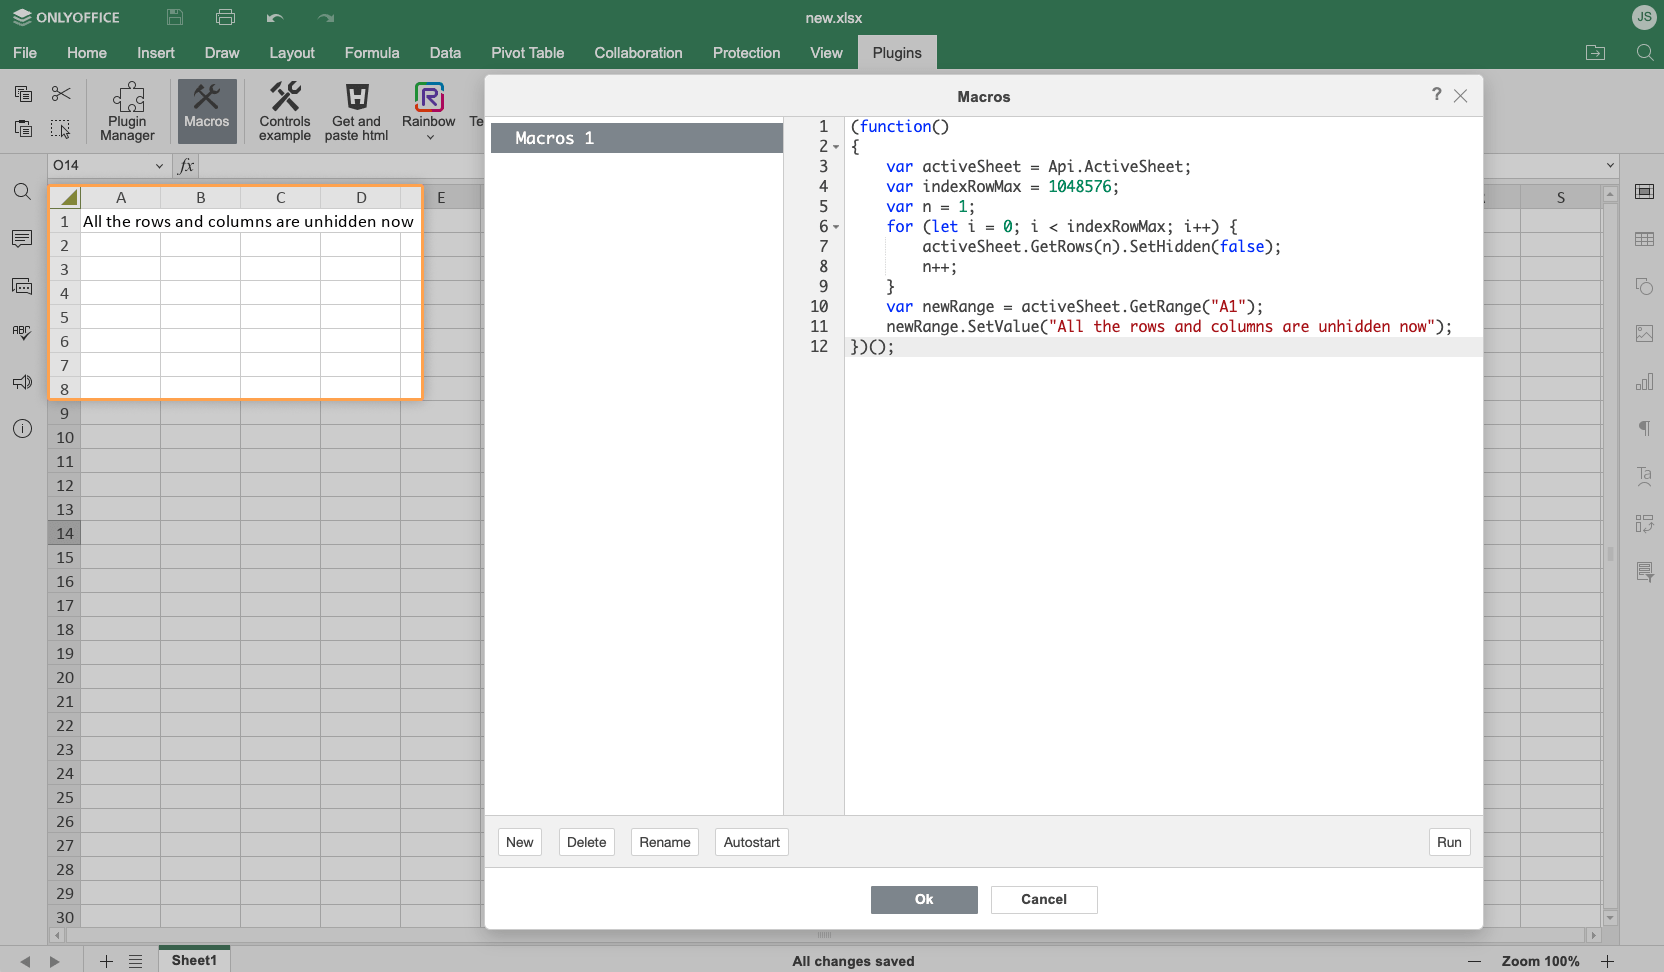 ONLYOFFICE
new.xlsx
JS
File Home Insert Draw Layout Formula Data Pivot Table Collaboration Protection View Plugins
Plugin Manager
Macros
Controls example
Get and paste html
Rainbow
Te
Macros
?
O14
fx
A B C D E S
1 All the rows and columns are unhidden now
2
3
4
5
6
7
8
9
10
11
12
13
14
15
16
17
18
19
20
21
22
23
24
25
26
27
28
29
30
ABC
Ta
Macros 1
1 (function()
2 {
3 var activeSheet = Api.ActiveSheet;
4 var indexRowMax = 1048576;
5 var n = 1;
6 for (let i = 0; i < indexRowMax; i++) {
7 activeSheet.GetRows(n).SetHidden(false);
8 n++;
9 }
10 var newRange = activeSheet.GetRange("A1");
11 newRange.SetValue("All the rows and columns are unhidden now");
12 })();
New Delete Rename Autostart Run
Ok Cancel
Sheet1
All changes saved
Zoom 100%